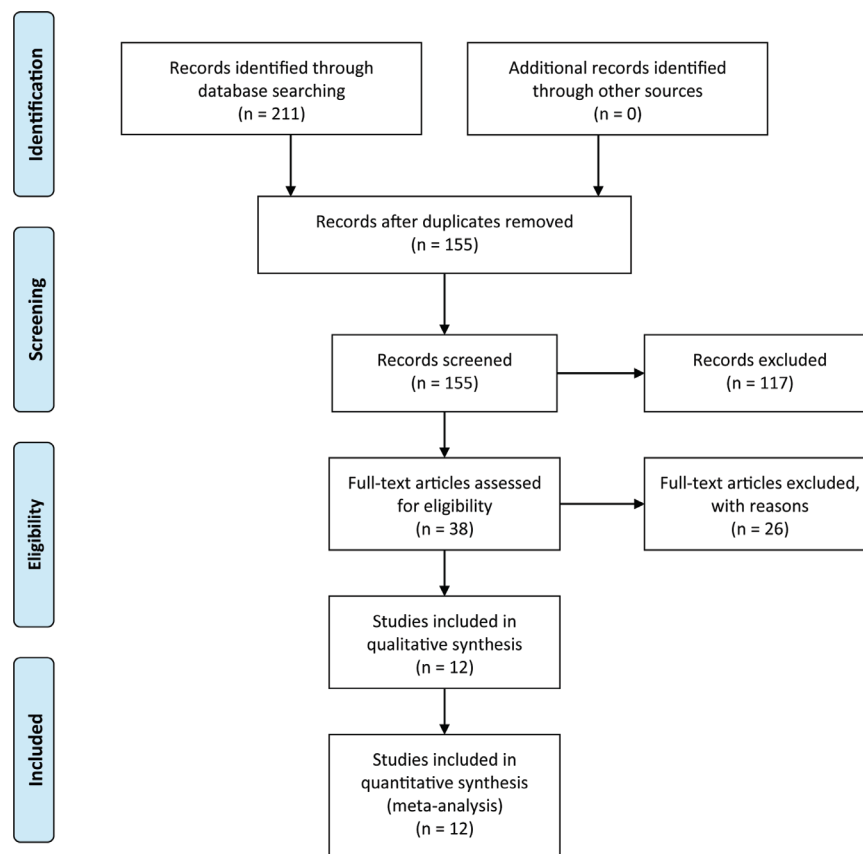 Identification
Records identified through
database searching
(n = 211)
Additional records identified
through other sources
(n = 0)
Records after duplicates removed
(n = 155)
Screening
Records screened
(n = 155)
Records excluded
(n = 117)
Eligibility
Full-text articles assessed
for eligibility
(n = 38)
Full-text articles excluded,
with reasons
(n = 26)
Studies included in
qualitative synthesis
(n = 12)
Included
Studies included in
quantitative synthesis
(meta-analysis)
(n = 12)